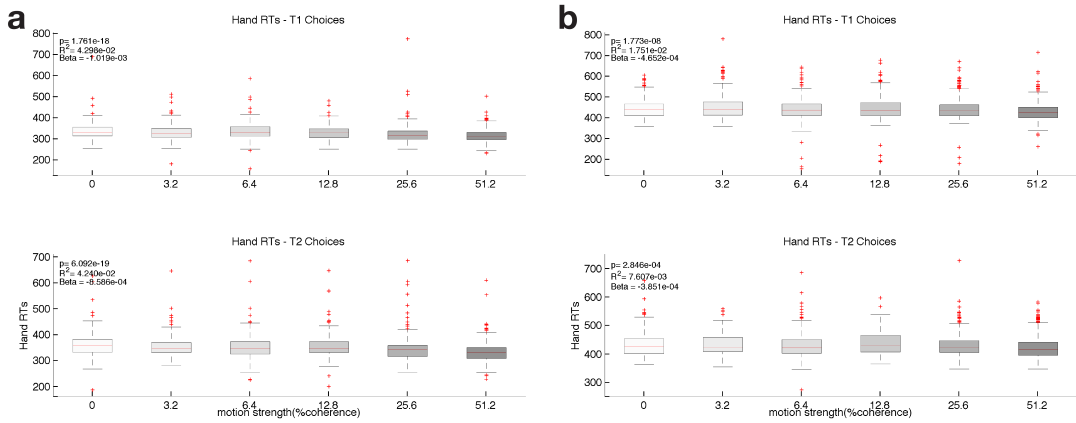 a
Hand RTs - T1 Choices
800
700
600
500
400
300
200
p= 1.761e-18
R2= 4.298e-02
Beta = -1.019e-03
0 3.2 6.4 12.8 25.6 51.2
Hand RTs - T2 Choices
700
600
500
400
300
200
p= 6.092e-19
R2= 4.240e-02
Beta = -8.586e-04
Hand RTs
0 3.2 6.4 12.8 25.6 51.2
motion strength(%coherence)
b
Hand RTs - T1 Choices
800
700
600
500
400
300
200
p= 1.773e-08
R2= 1.751e-02
Beta = -4.652e-04
0 3.2 6.4 12.8 25.6 51.2
Hand RTs - T2 Choices
700
600
500
400
300
p= 2.846e-04
R2= 7.607e-03
Beta = -3.851e-04
Hand RTs
0 3.2 6.4 12.8 25.6 51.2
motion strength(%coherence)